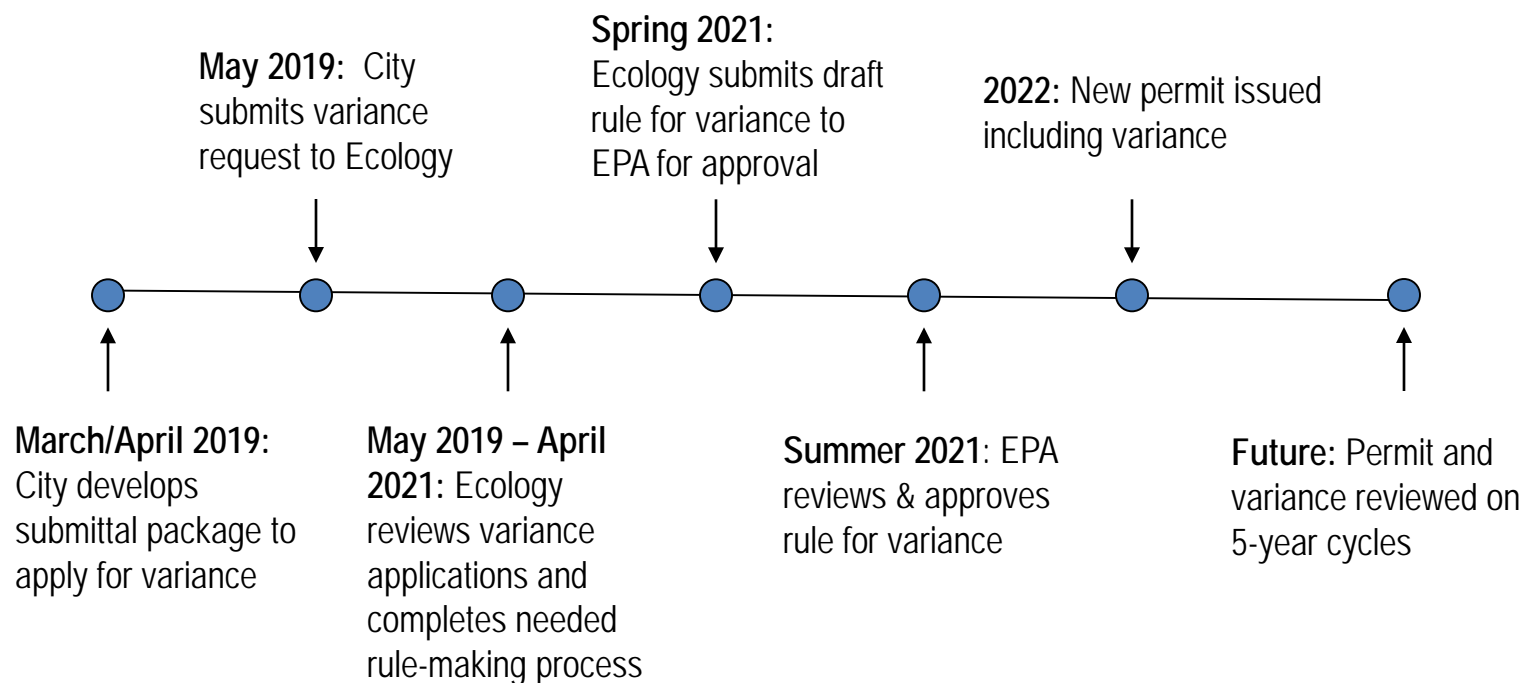 May 2019: City
submits variance
request to Ecology
Spring 2021:
Ecology submits draft
rule for variance to
EPA for approval
2022: New permit issued
including variance
March/April 2019:
City develops
submittal package to
apply for variance
May 2019 – April
2021: Ecology
reviews variance
applications and
completes needed
rule-making process
Summer 2021: EPA
reviews & approves
rule for variance
Future: Permit and
variance reviewed on
5-year cycles